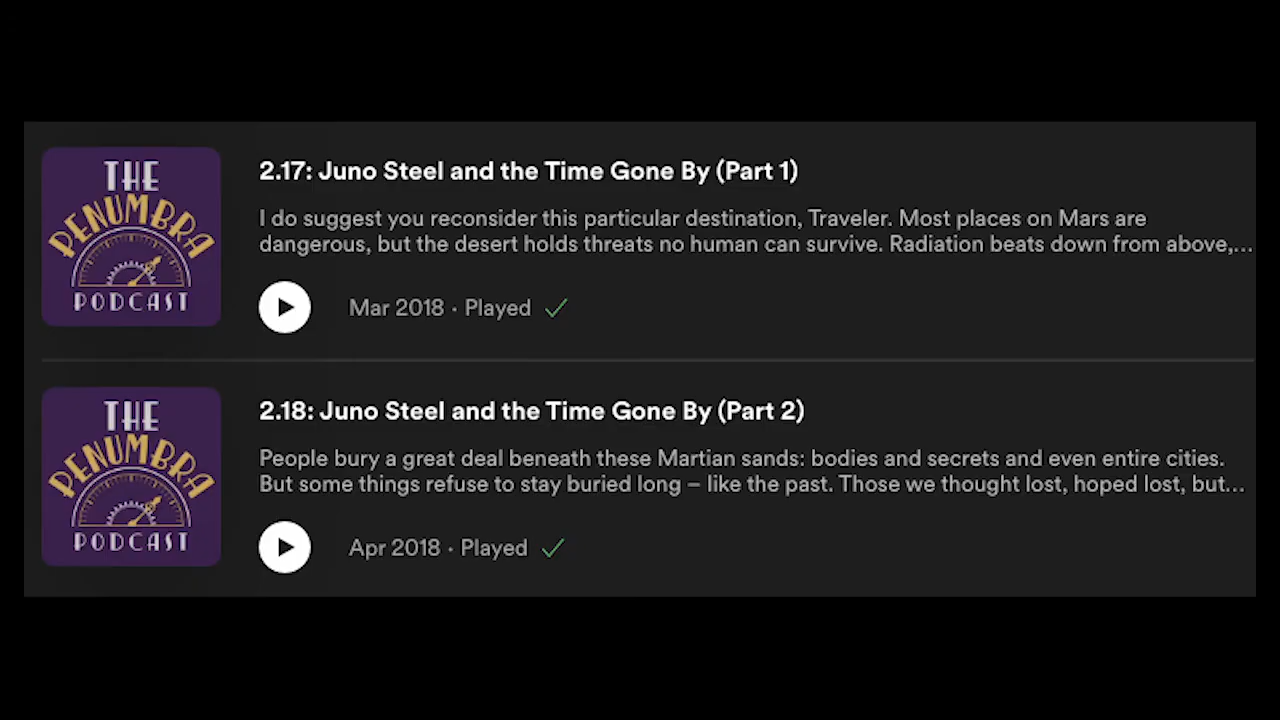 THE
PENUMBRA
PODCAST
2.17: Juno Steel and the Time Gone By (Part 1)
I do suggest you reconsider this particular destination, Traveler. Most places on Mars are
dangerous, but the desert holds threats no human can survive. Radiation beats down from above,...
Mar 2018 · Played
THE
PENUMBRA
PODCAST
2.18: Juno Steel and the Time Gone By (Part 2)
People bury a great deal beneath these Martian sands: bodies and secrets and even entire cities.
But some things refuse to stay buried long – like the past. Those we thought lost, hoped lost, but...
Apr 2018 · Played